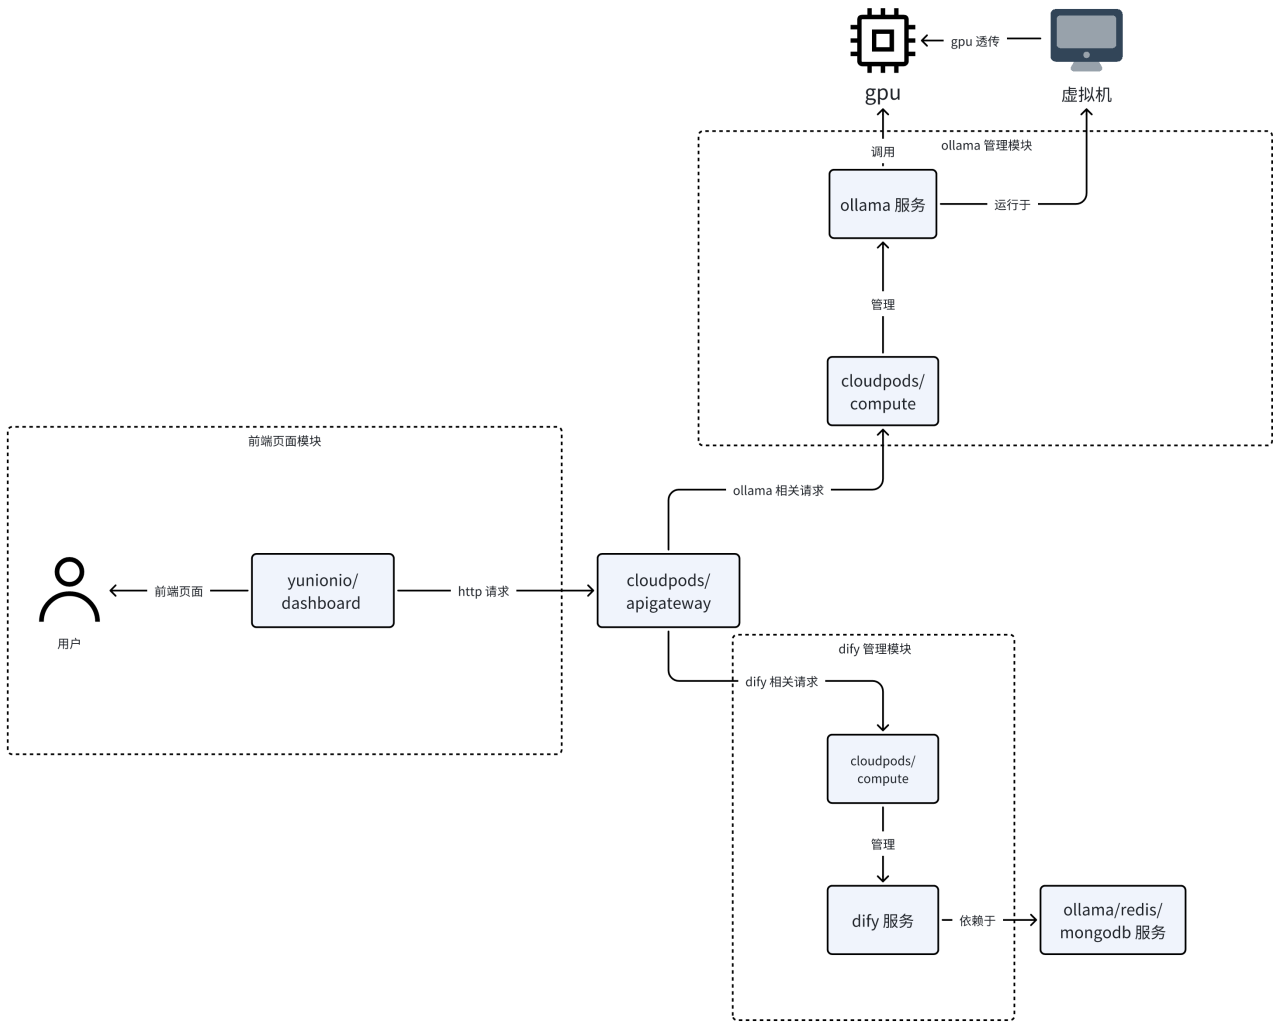 gpu 透传
gpu
虚拟机
调用
ollama 管理模块
ollama 服务
运行于
管理
cloudpods/
compute
前端页面模块
ollama 相关请求
用户
前端页面
yunionio/
dashboard
http 请求
cloudpods/
apigateway
dify 管理模块
dify 相关请求
cloudpods/
compute
管理
dify 服务
依赖于
ollama/redis/
mongodb 服务